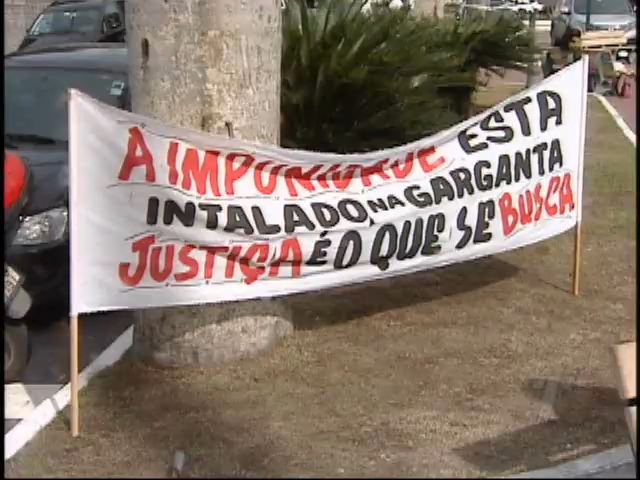 A IMPUNIDADE ESTA
INTALADO NA GARGANTA
JUSTIÇA É O QUE SE BUSCA